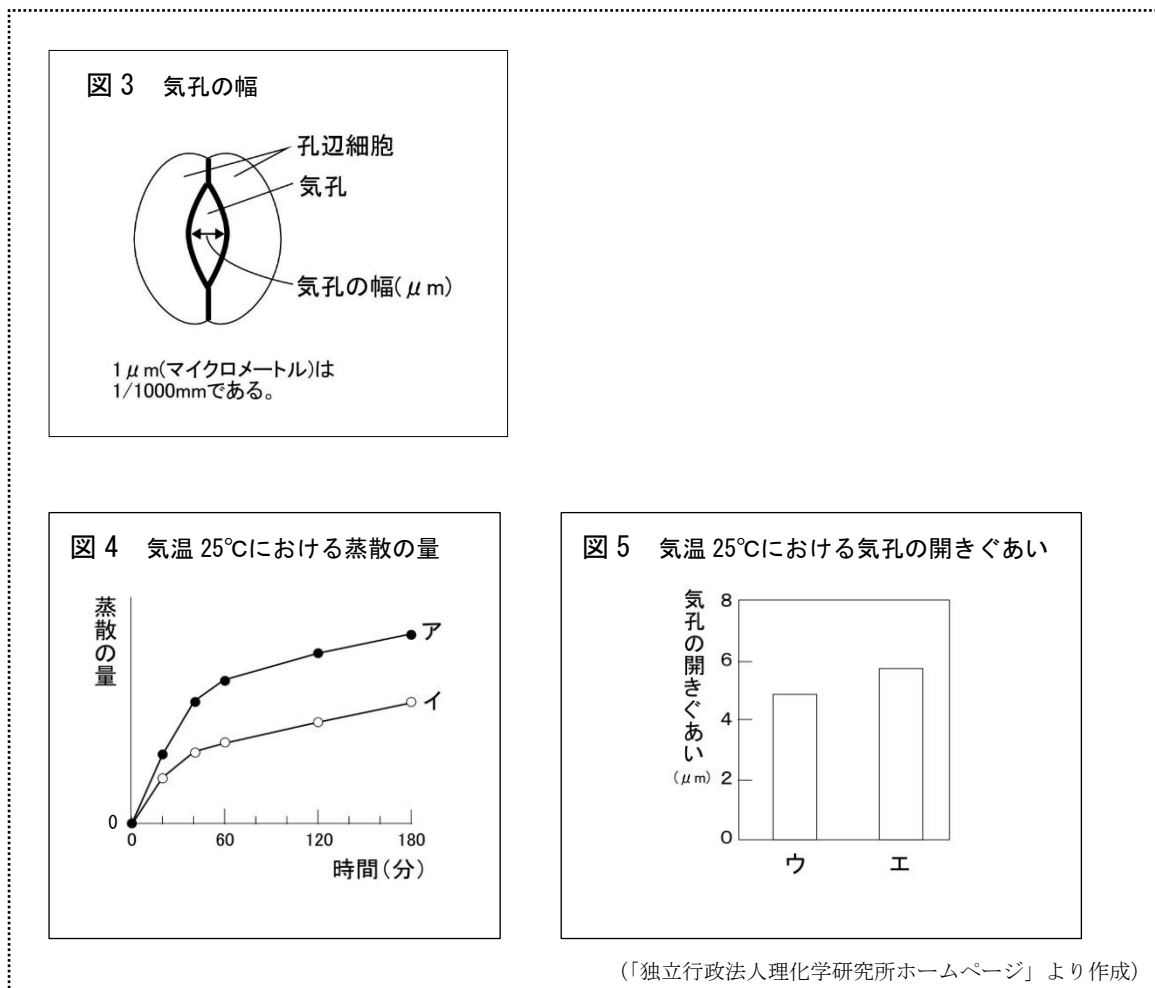 図3 気孔の幅
孔辺細胞
気孔
気孔の幅(μm)
1μm(マイクロメートル)は
1/1000mmである。
図4 気温25℃における蒸散の量
蒸散の量
ア
イ
0
0 60 120 180
時間(分)
図5 気温25℃における気孔の開きぐあい
気孔の開きぐあい
(μm)
8
6
4
2
0
ウ エ
(「独立行政法人理化学研究所ホームページ」より作成)